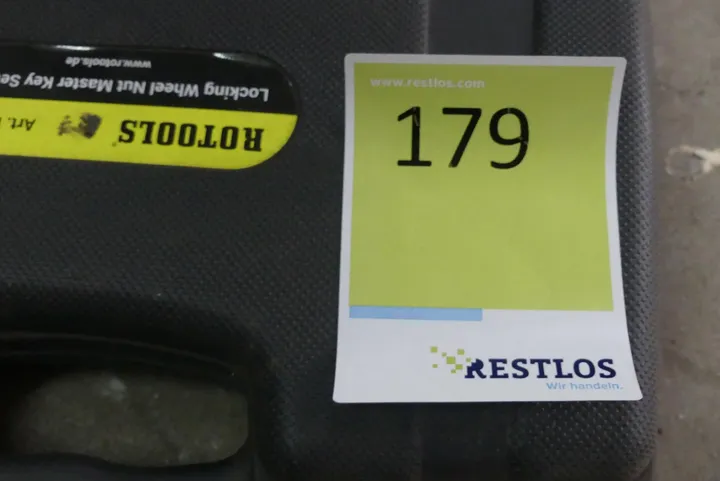 www.restlos.com
179
RESTLOS
Wir handeln.
ROTOOLS®
Art.
Locking Wheel Nut Master Key Se
www.rotools.de